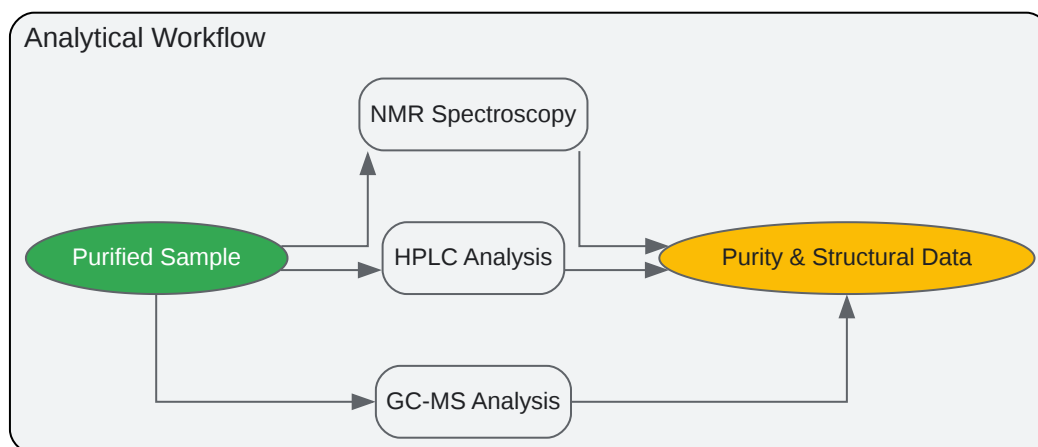 Analytical Workflow
NMR Spectroscopy
Purified Sample
HPLC Analysis
Purity & Structural Data
GC-MS Analysis